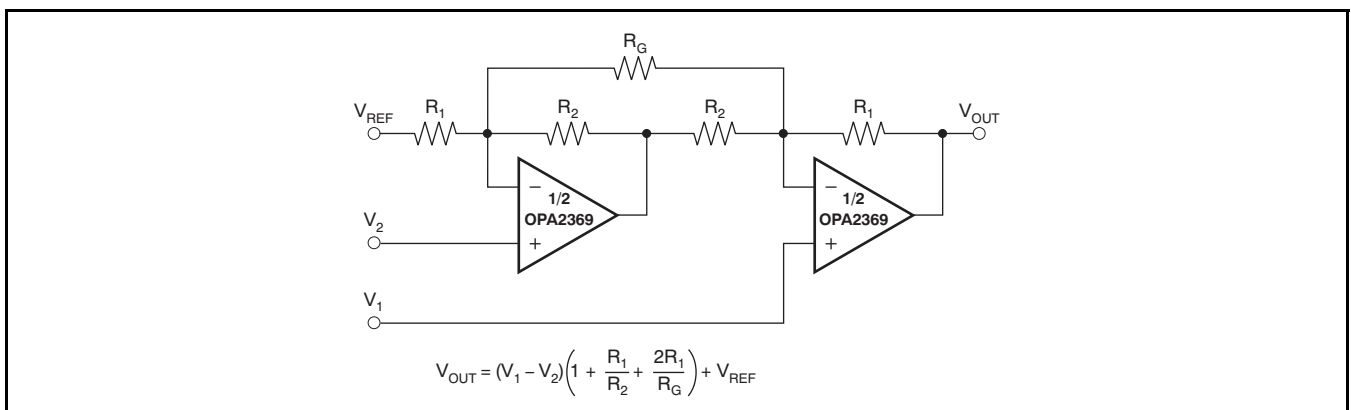 R_G
V_REF R_1 R_2 R_2 R_1 V_OUT
− 1/2 OPA2369 +
− 1/2 OPA2369 +
V_2
V_1
V_OUT = (V_1 – V_2)(1 + R_1/R_2 + 2R_1/R_G) + V_REF